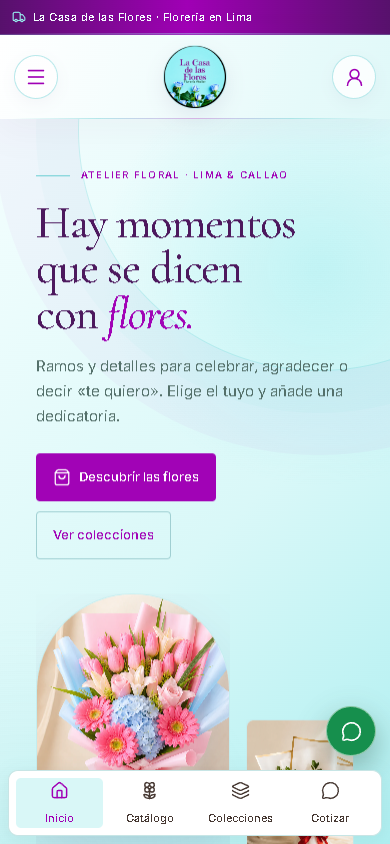 La Casa de las Flores · Florería en Lima
La Casa
de las
Flores
ATELIER FLORAL · LIMA & CALLAO
Hay momentos
que se dicen
con flores.
Ramos y detalles para celebrar, agradecer o
decir «te quiero». Elige el tuyo y añade una
dedicatoria.
Descubrir las flores
Ver colecciones
Inicio
Catálogo
Colecciones
Cotizar